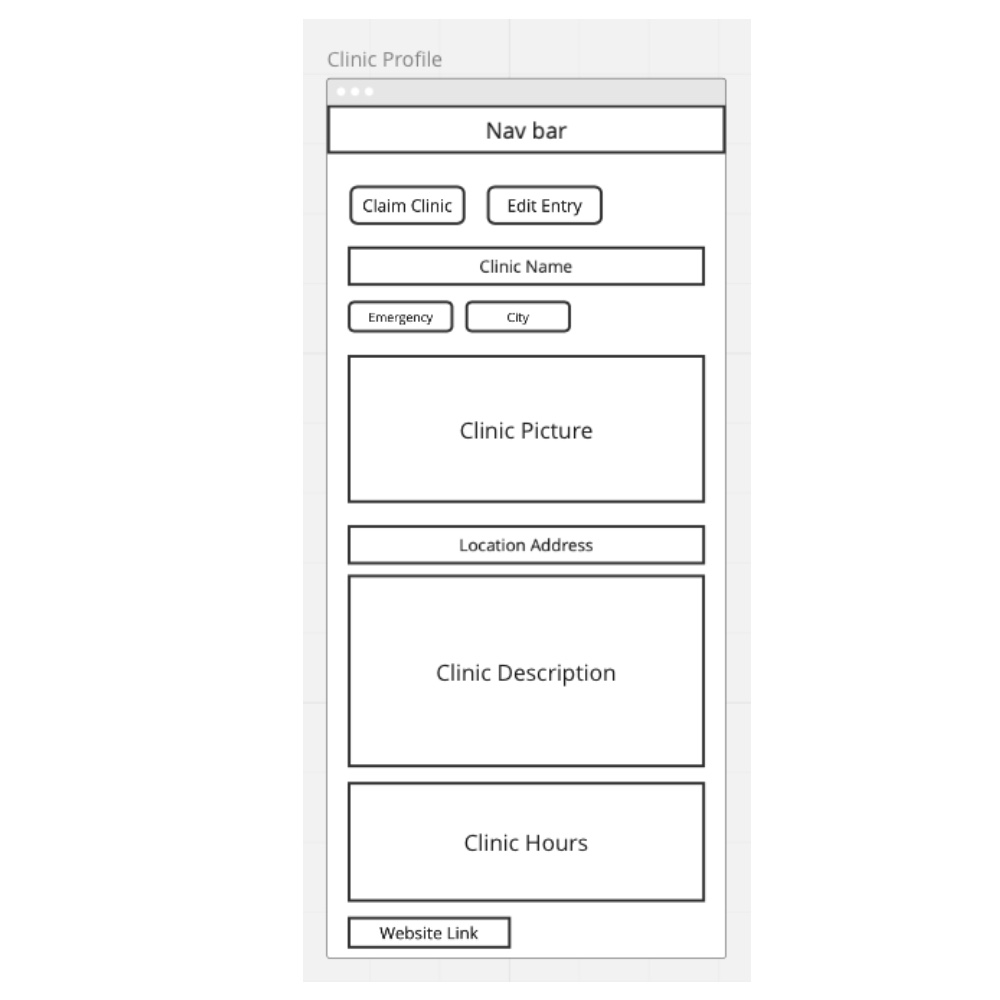 Clinic Profile
Nav bar
Claim Clinic
Edit Entry
Clinic Name
Emergency
City
Clinic Picture
Location Address
Clinic Description
Clinic Hours
Website Link